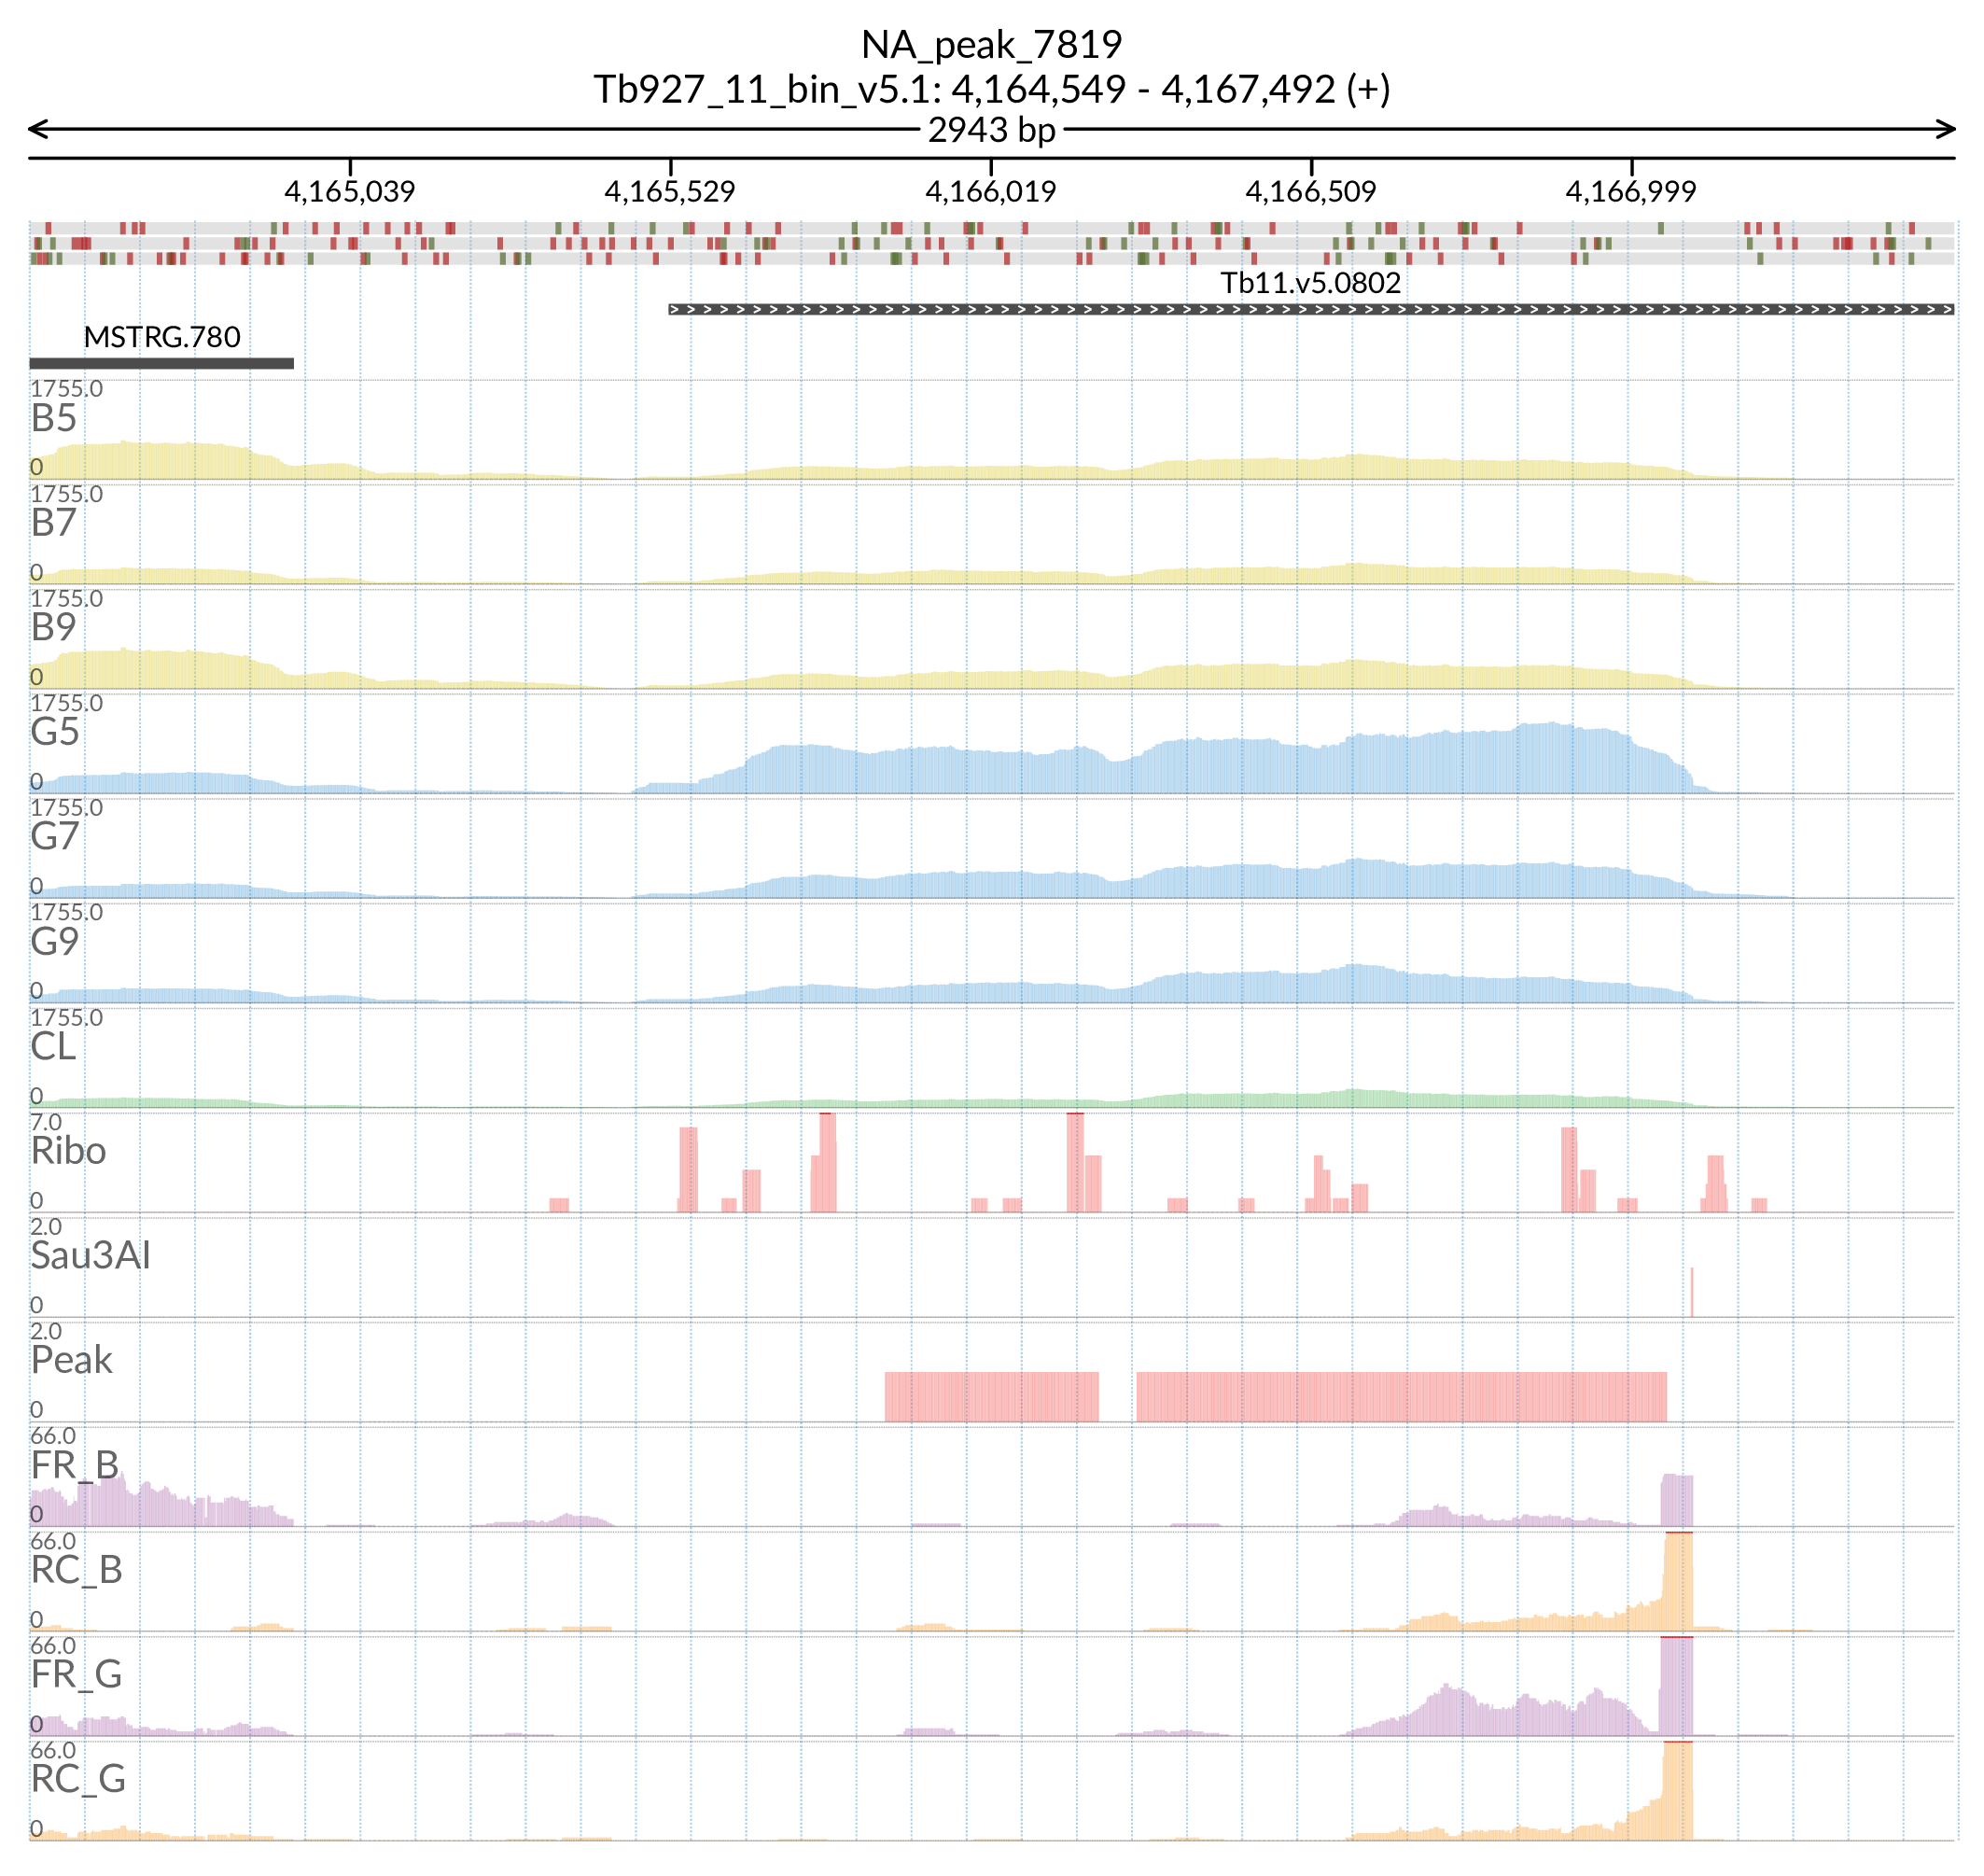 NA_peak_7819
Tb927_11_bin_v5.1: 4,164,549 - 4,167,492 (+)
2943 bp
4,165,039 4,165,529 4,166,019 4,166,509 4,166,999
Tb11.v5.0802
MSTRG.780
1755.0
B5
0
1755.0
B7
0
1755.0
B9
0
1755.0
G5
0
1755.0
G7
0
1755.0
G9
0
1755.0
CL
0
7.0
Ribo
0
2.0
Sau3AI
0
2.0
Peak
0
66.0
FR_B
0
66.0
RC_B
0
66.0
FR_G
0
66.0
RC_G
0